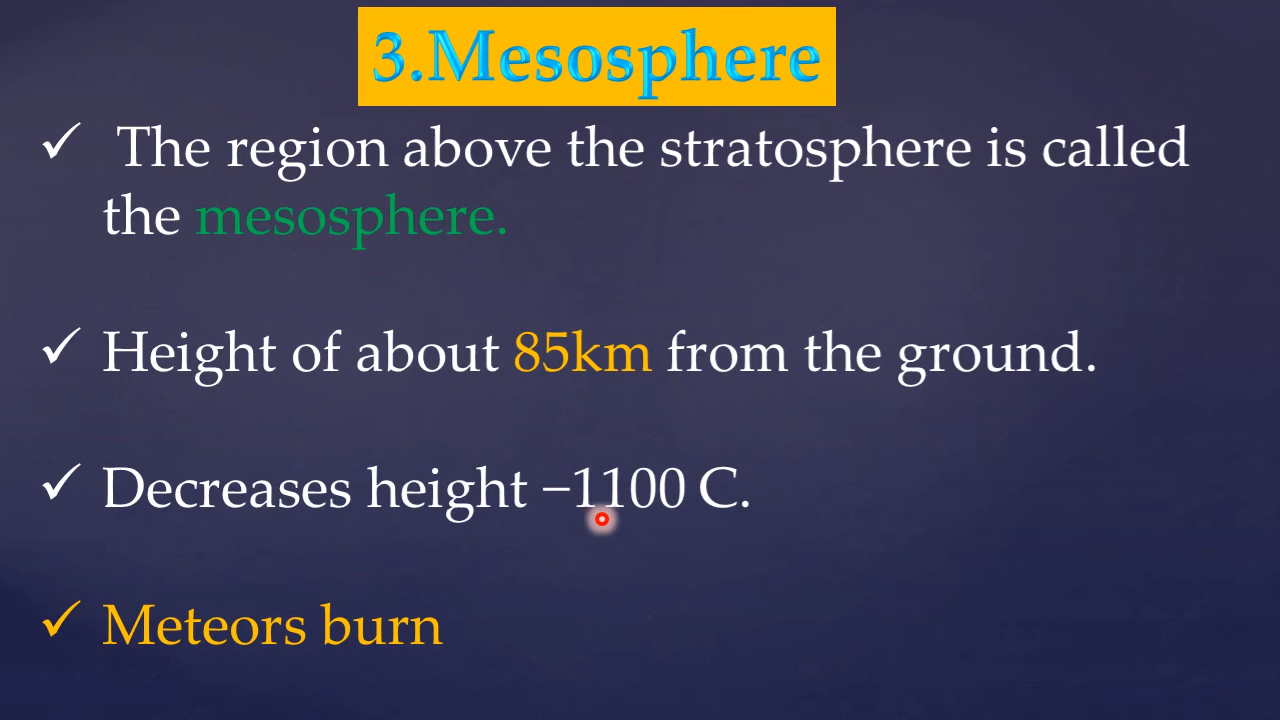 3.Mesosphere
✓ The region above the stratosphere is called
the mesosphere.
✓ Height of about 85km from the ground.
✓ Decreases height −1100 C.
✓ Meteors burn